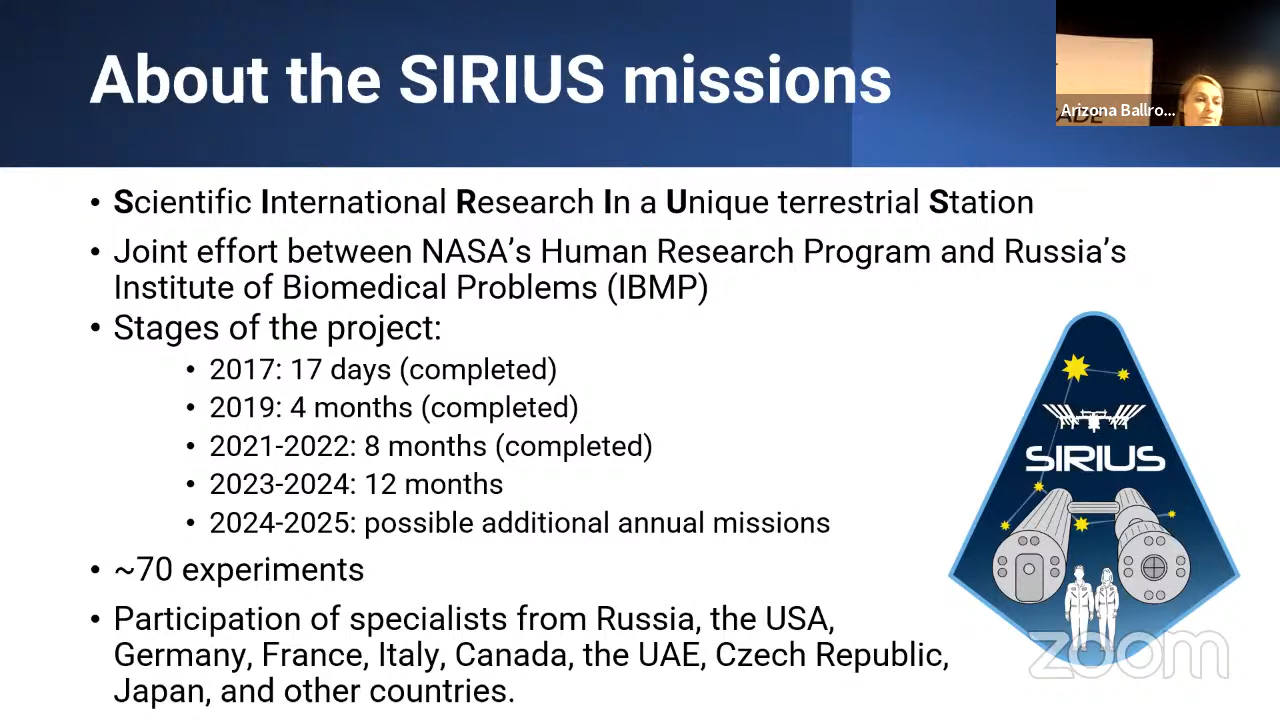 About the SIRIUS missions
Arizona Ballro...
• Scientific International Research In a Unique terrestrial Station
• Joint effort between NASA’s Human Research Program and Russia’s
Institute of Biomedical Problems (IBMP)
• Stages of the project:
• 2017: 17 days (completed)
• 2019: 4 months (completed)
• 2021-2022: 8 months (completed)
• 2023-2024: 12 months
• 2024-2025: possible additional annual missions
• ~70 experiments
• Participation of specialists from Russia, the USA,
Germany, France, Italy, Canada, the UAE, Czech Republic,
Japan, and other countries.
SIRIUS
zoom